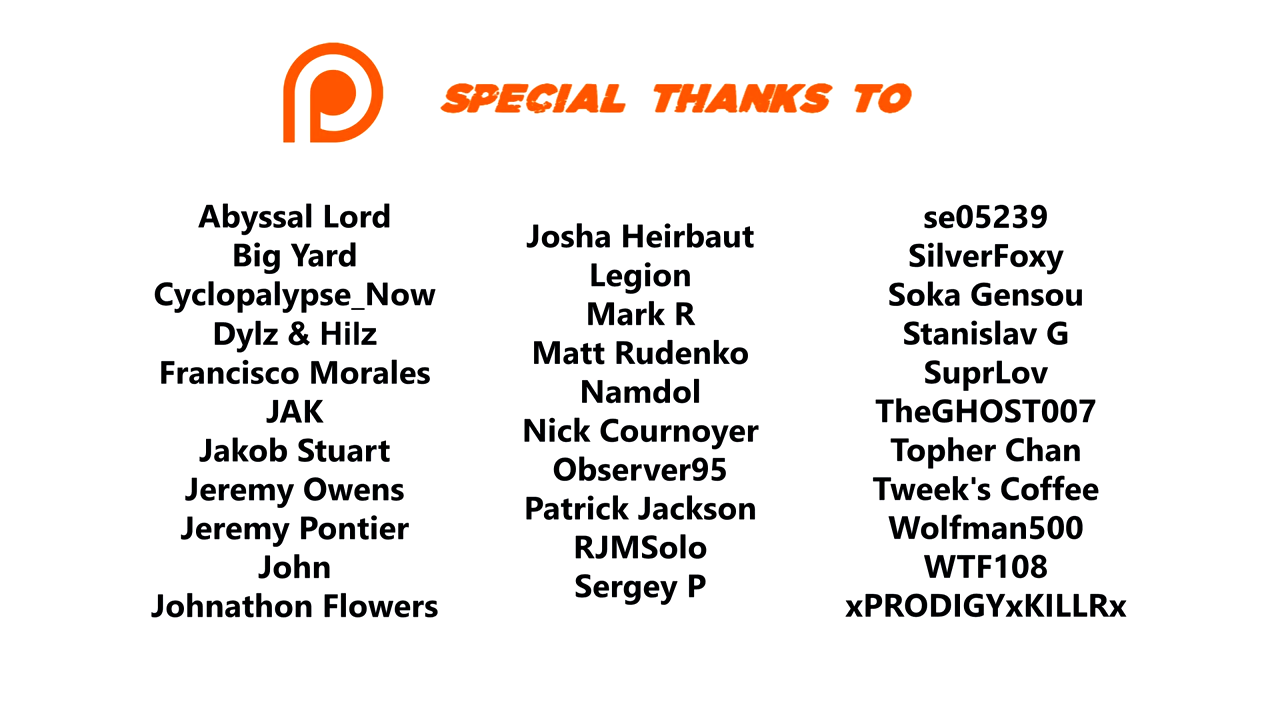 SPECIAL THANKS TO
Abyssal Lord
Big Yard
Cyclopalypse_Now
Dylz & Hilz
Francisco Morales
JAK
Jakob Stuart
Jeremy Owens
Jeremy Pontier
John
Johnathon Flowers
Josha Heirbaut
Legion
Mark R
Matt Rudenko
Namdol
Nick Cournoyer
Observer95
Patrick Jackson
RJMSolo
Sergey P
se05239
SilverFoxy
Soka Gensou
Stanislav G
SuprLov
TheGHOST007
Topher Chan
Tweek's Coffee
Wolfman500
WTF108
xPRODIGYxKILLRx